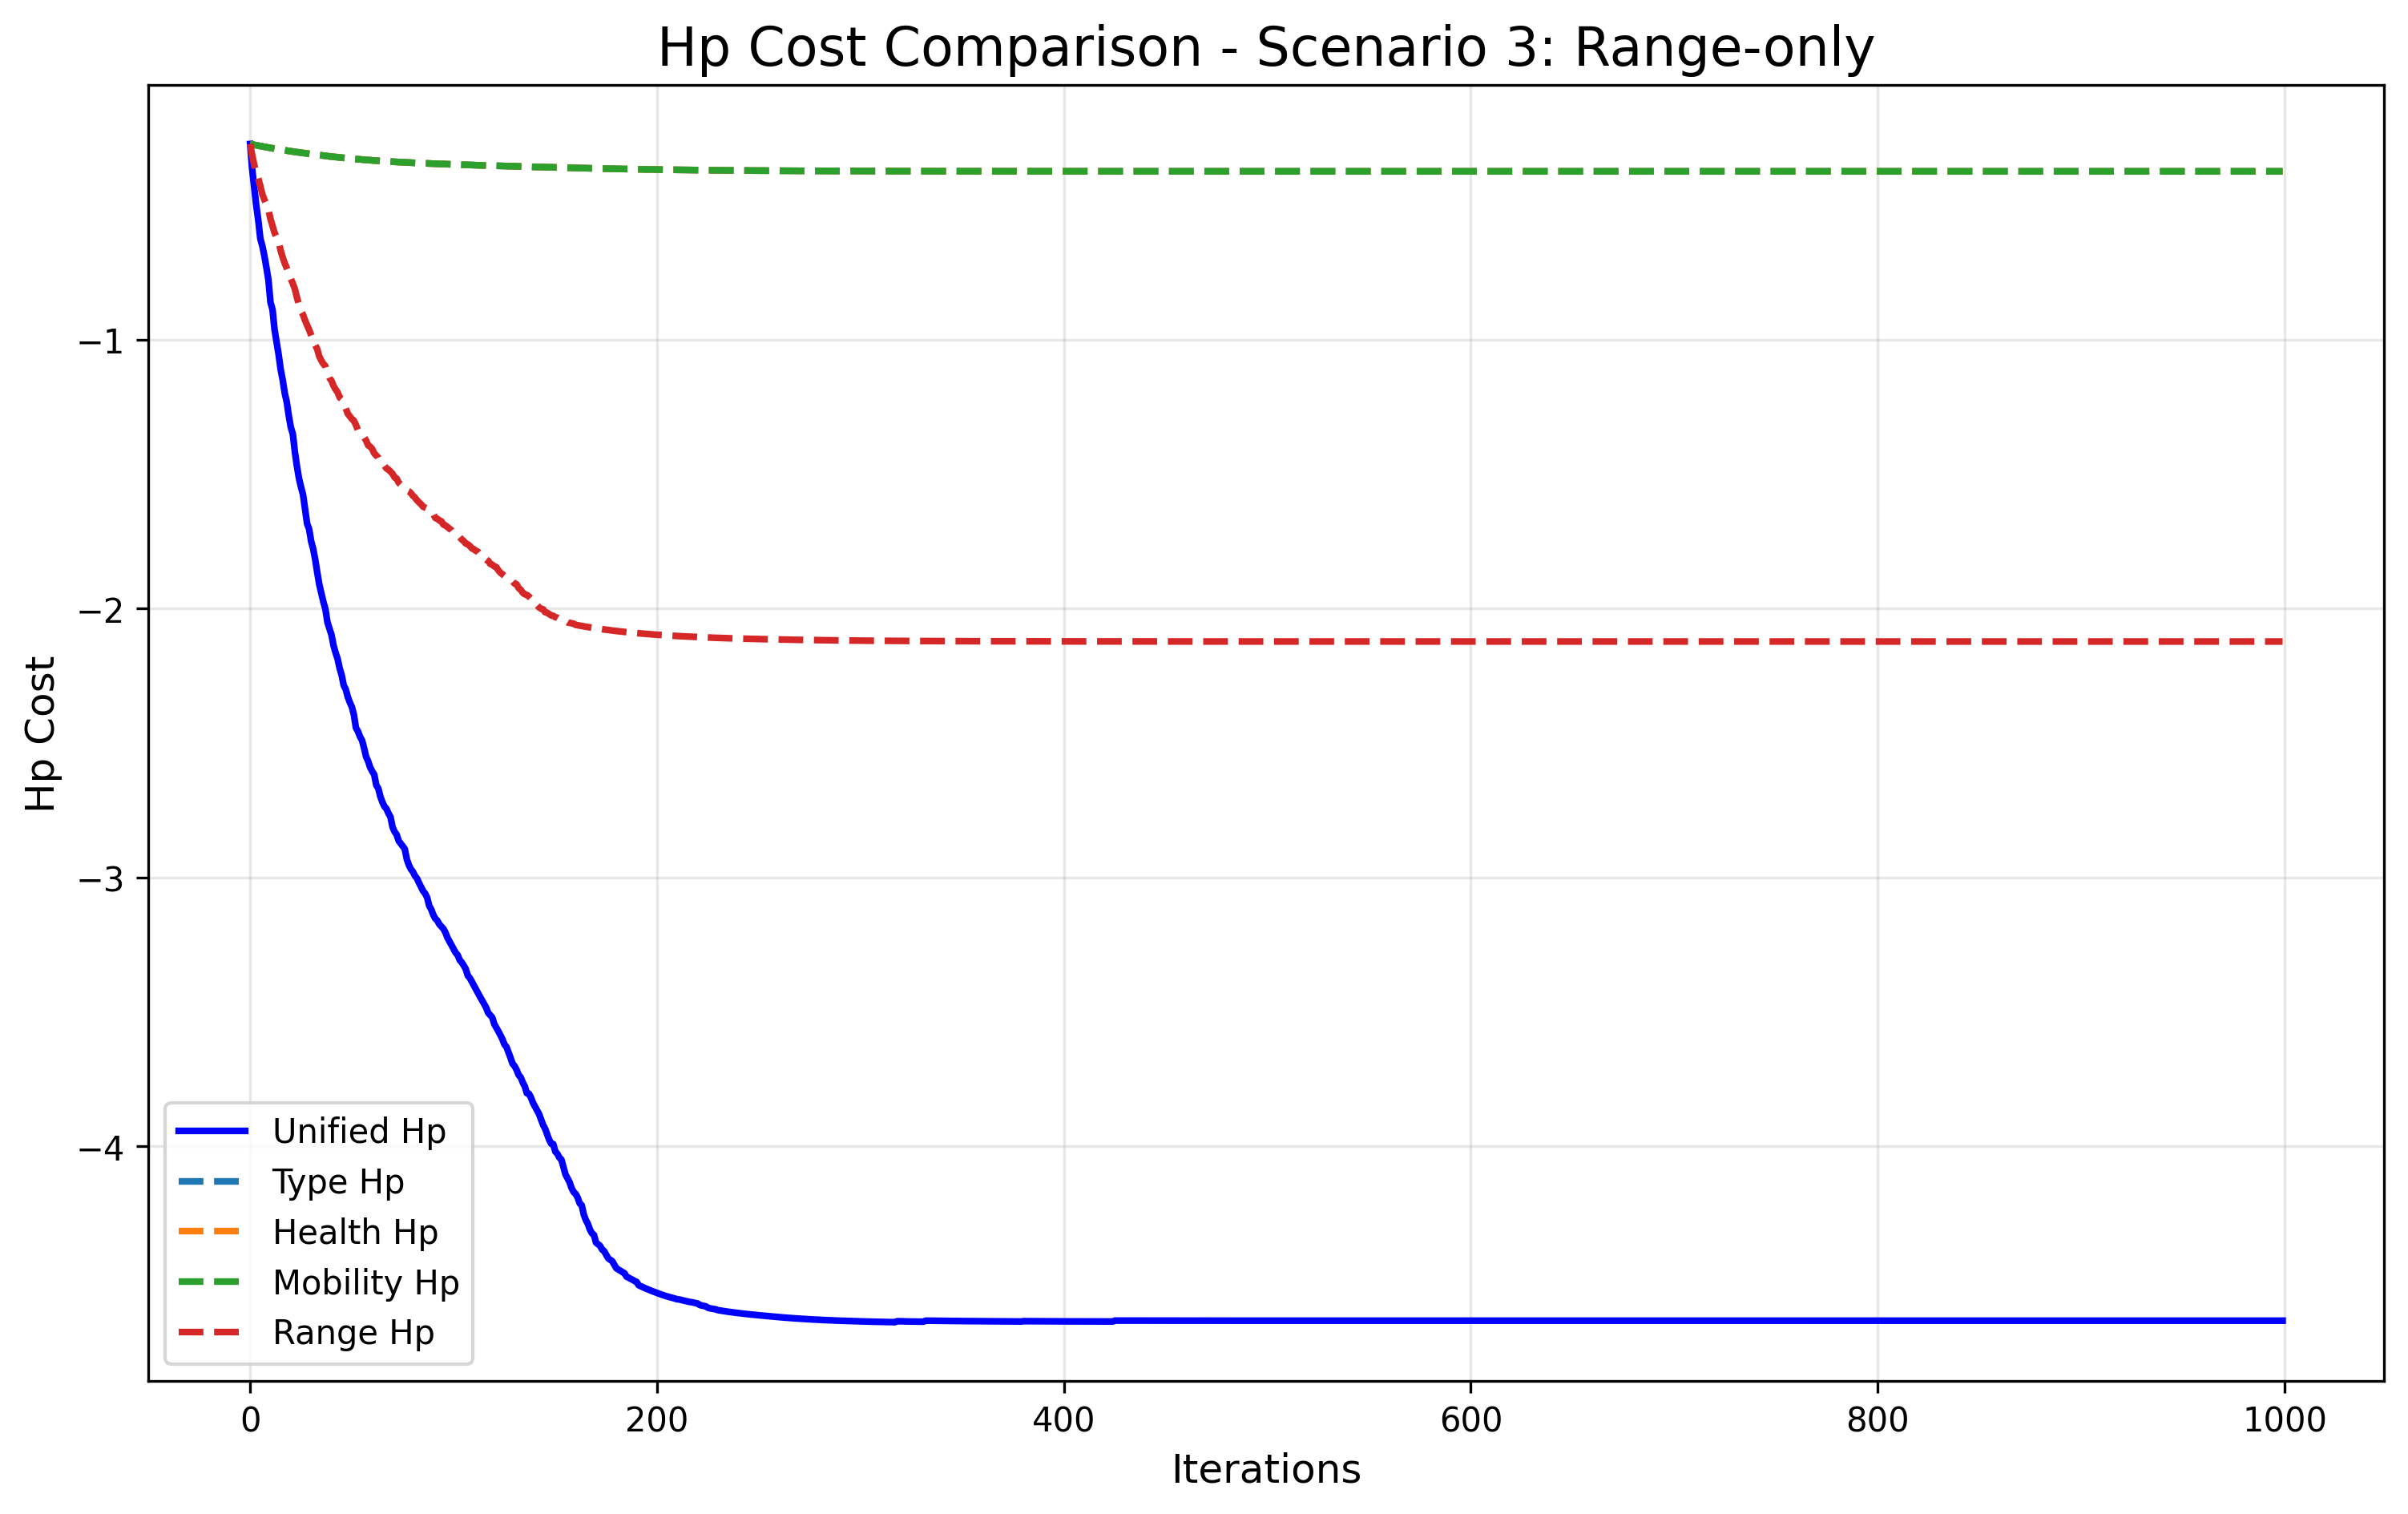 Hp Cost Comparison - Scenario 3: Range-only
Hp Cost
−1
−2
−3
−4
Unified Hp
Type Hp
Health Hp
Mobility Hp
Range Hp
0 200 400 600 800 1000
Iterations